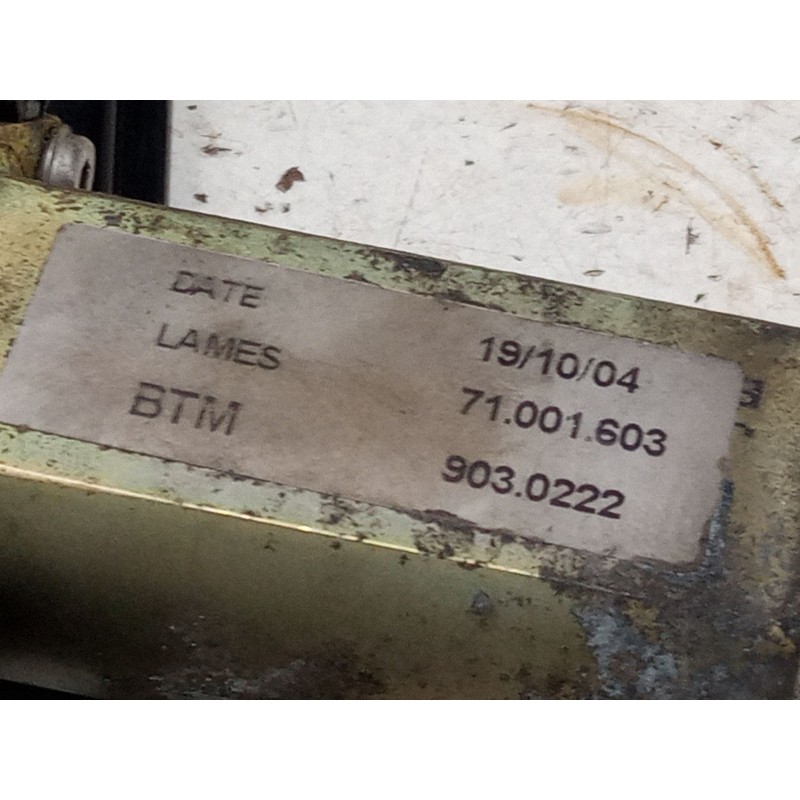 DATE 19/10/04
LAMES 71.001.603
BTM 903.0222